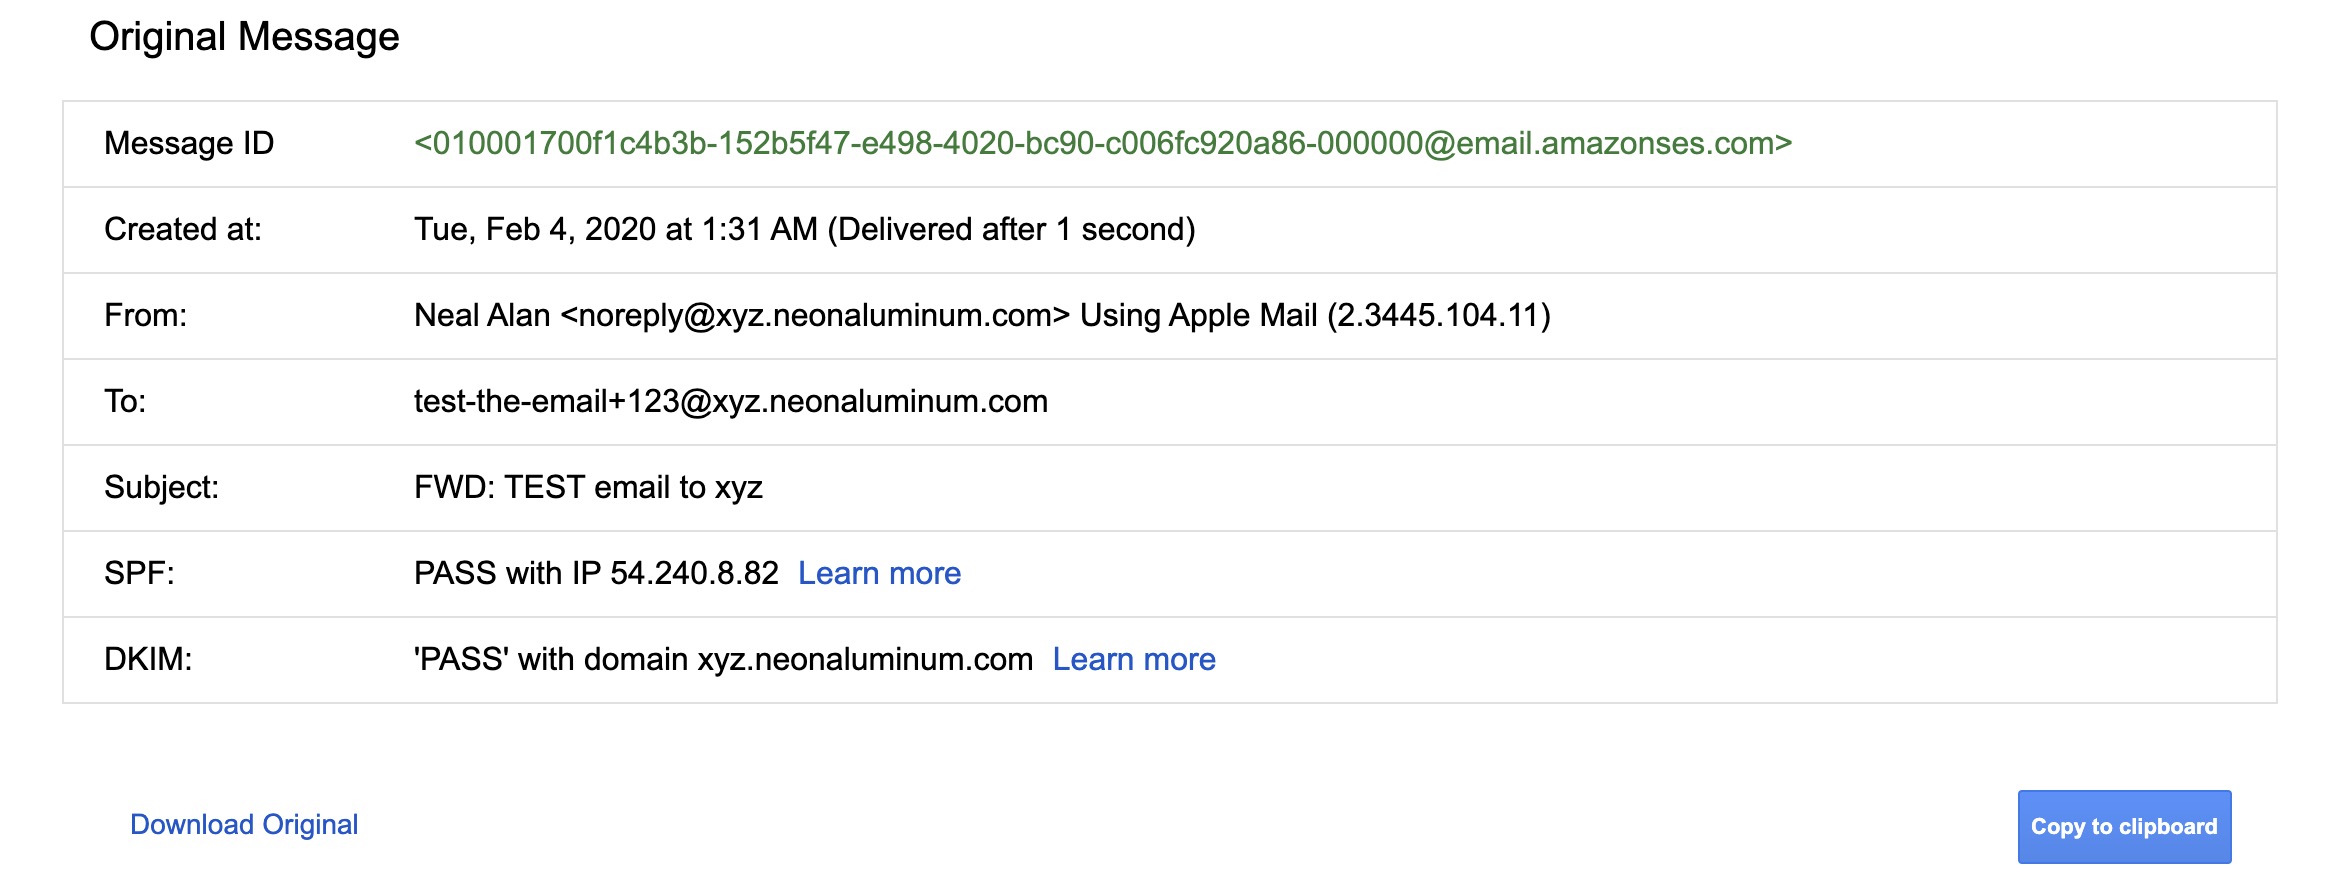 Original Message
Message ID <010001700f1c4b3b-152b5f47-e498-4020-bc90-c006fc920a86-000000@email.amazonses.com>
Created at: Tue, Feb 4, 2020 at 1:31 AM (Delivered after 1 second)
From: Neal Alan <noreply@xyz.neonaluminum.com> Using Apple Mail (2.3445.104.11)
To: test-the-email+123@xyz.neonaluminum.com
Subject: FWD: TEST email to xyz
SPF: PASS with IP 54.240.8.82 Learn more
DKIM: 'PASS' with domain xyz.neonaluminum.com Learn more
Download Original Copy to clipboard